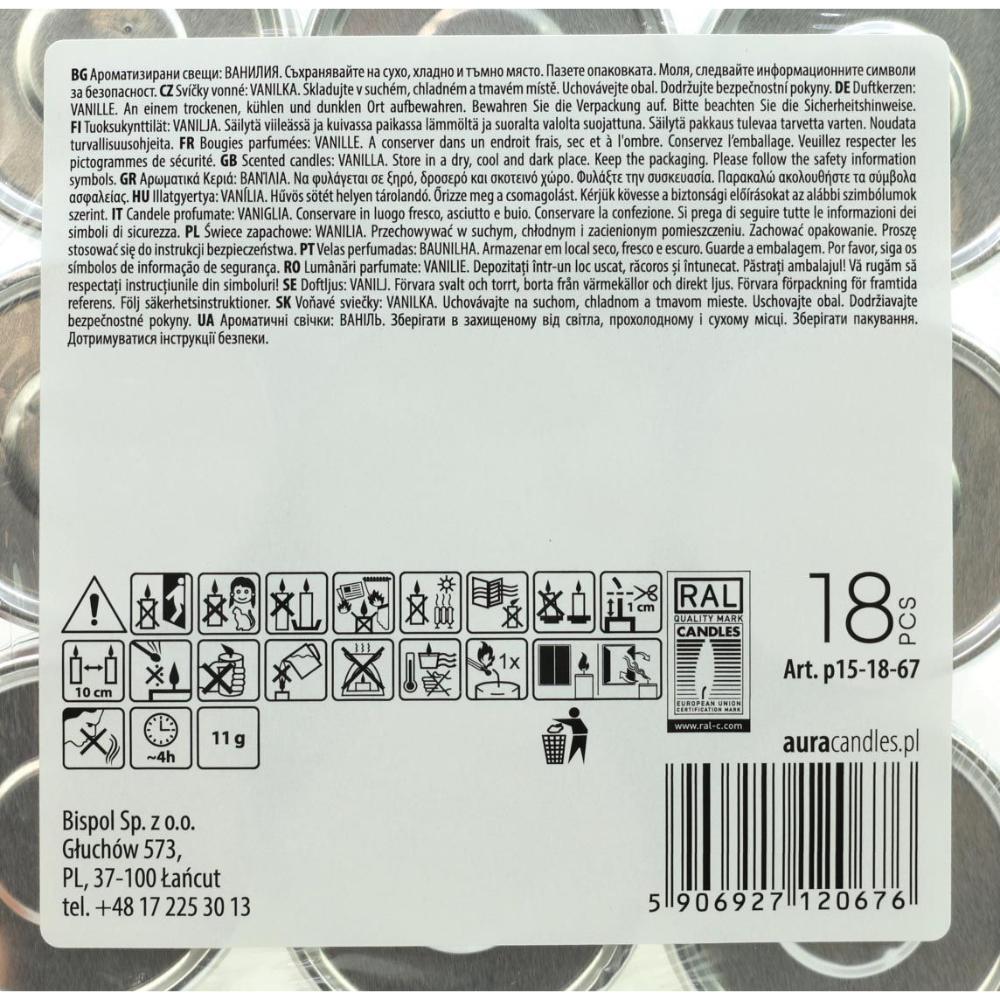 BG Ароматизирани свещи: ВАНИЛИЯ. Съхранявайте на сухо, хладно и тъмно място. Пазете опаковката. Моля, следвайте информационните символи
за безопасност. CZ Svíčky vonné: VANILKA. Skladujte v suchém, chladném a tmavém místě. Uchovávejte obal. Dodržujte bezpečnostní pokyny. DE Duftkerzen:
VANILLE. An einem trockenen, kühlen und dunklen Ort aufbewahren. Bewahren Sie die Verpackung auf. Bitte beachten Sie die Sicherheitshinweise.
FI Tuoksukynttilät: VANILJA. Säilytä viileässä ja kuivassa paikassa lämmöltä ja suoralta valolta suojattuna. Säilytä pakkaus tulevaa tarvetta varten. Noudata
turvallisuusohjeita. FR Bougies parfumées: VANILLE. A conserver dans un endroit frais, sec et à l'ombre. Conservez l'emballage. Veuillez respecter les
pictogrammes de sécurité. GB Scented candles: VANILLA. Store in a dry, cool and dark place. Keep the packaging. Please follow the safety information
symbols. GR Αρωματικά Κεριά: ΒΑΝΊΛΙΑ. Να φυλάγεται σε ξηρό, δροσερό και σκοτεινό χώρο. Φυλάξτε την συσκευασία. Παρακαλώ ακολουθήστε τα σύμβολα
ασφαλείας. HU Illatgyertya: VANÍLIA. Hűvös sötét helyen tárolandó. Őrizze meg a csomagolást. Kérjük kövesse a biztonsági előírásokat az alábbi szimbólumok
szerint. IT Candele profumate: VANIGLIA. Conservare in luogo fresco, asciutto e buio. Conservare la confezione. Si prega di seguire tutte le informazioni dei
simboli di sicurezza. PL Świece zapachowe: WANILIA. Przechowywać w suchym, chłodnym i zacienionym pomieszczeniu. Zachować opakowanie. Proszę
stosować się do instrukcji bezpieczeństwa. PT Velas perfumadas: BAUNILHA. Armazenar em local seco, fresco e escuro. Guarde a embalagem. Por favor, siga os
símbolos de informação de segurança. RO Lumânări parfumate: VANILIE. Depozitați într-un loc uscat, răcoros și întunecat. Păstrați ambalajul! Vă rugăm să
respectați instrucțiunile din simboluri! SE Doftljus: VANILJ. Förvara svalt och torrt, borta från värmekällor och direkt ljus. Förvara förpackning för framtida
referens. Följ säkerhetsinstruktioner. SK Voňavé sviečky: VANILKA. Uchovávajte na suchom, chladnom a tmavom mieste. Uschovajte obal. Dodržiavajte
bezpečnostné pokyny. UA Ароматичні свічки: ВАНІЛЬ. Зберігати в захищеному від світла, прохолодному і сухому місці. Зберігати пакування.
Дотримуватися інструкції безпеки.
1 cm
10 cm
1x
~4h
11 g
RAL
QUALITY MARK
CANDLES
EUROPEAN UNION
CERTIFICATION MARK
www.ral-c.com
18 PCS
Art. p15-18-67
auracandles.pl
Bispol Sp. z o.o.
Głuchów 573,
PL, 37-100 Łańcut
tel. +48 17 225 30 13
5 906927 120676